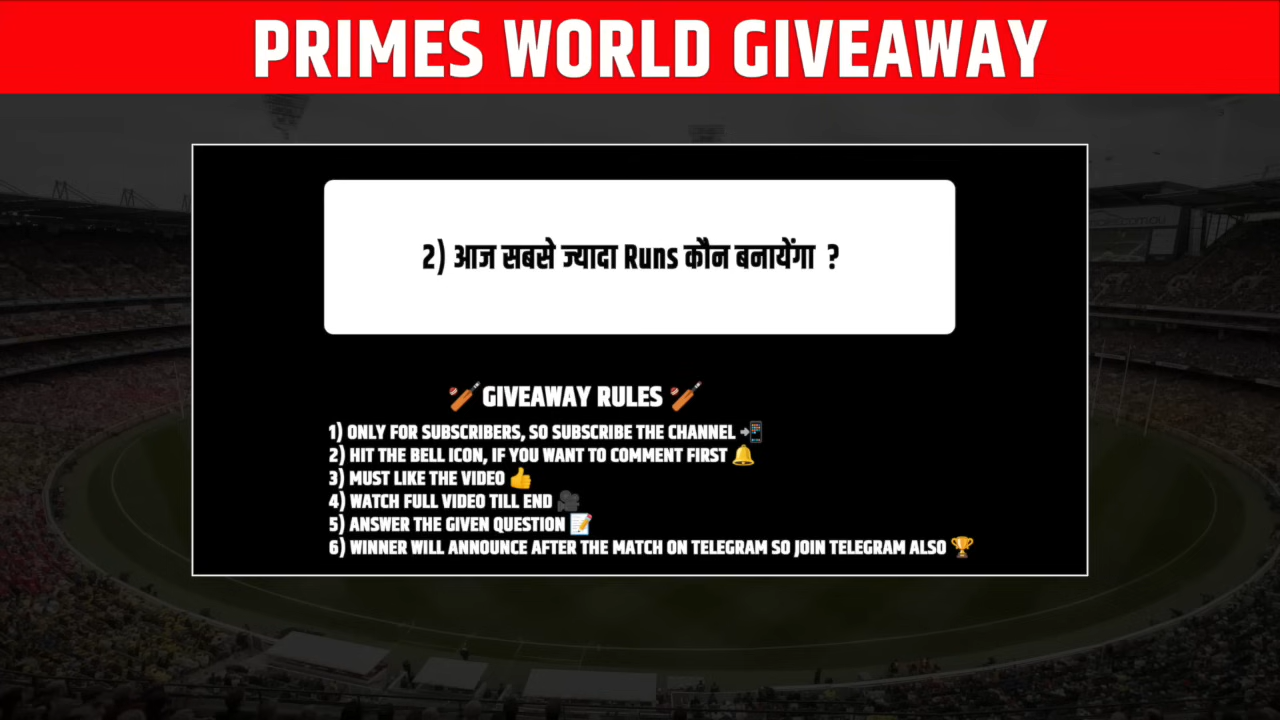 PRIMES WORLD GIVEAWAY
2) आज सबसे ज्यादा Runs कौन बनायेंगा ?
🏏 GIVEAWAY RULES 🏏
1) ONLY FOR SUBSCRIBERS, SO SUBSCRIBE THE CHANNEL 📲
2) HIT THE BELL ICON, IF YOU WANT TO COMMENT FIRST 🔔
3) MUST LIKE THE VIDEO 👍
4) WATCH FULL VIDEO TILL END 🎥
5) ANSWER THE GIVEN QUESTION 📝
6) WINNER WILL ANNOUNCE AFTER THE MATCH ON TELEGRAM SO JOIN TELEGRAM ALSO 🏆